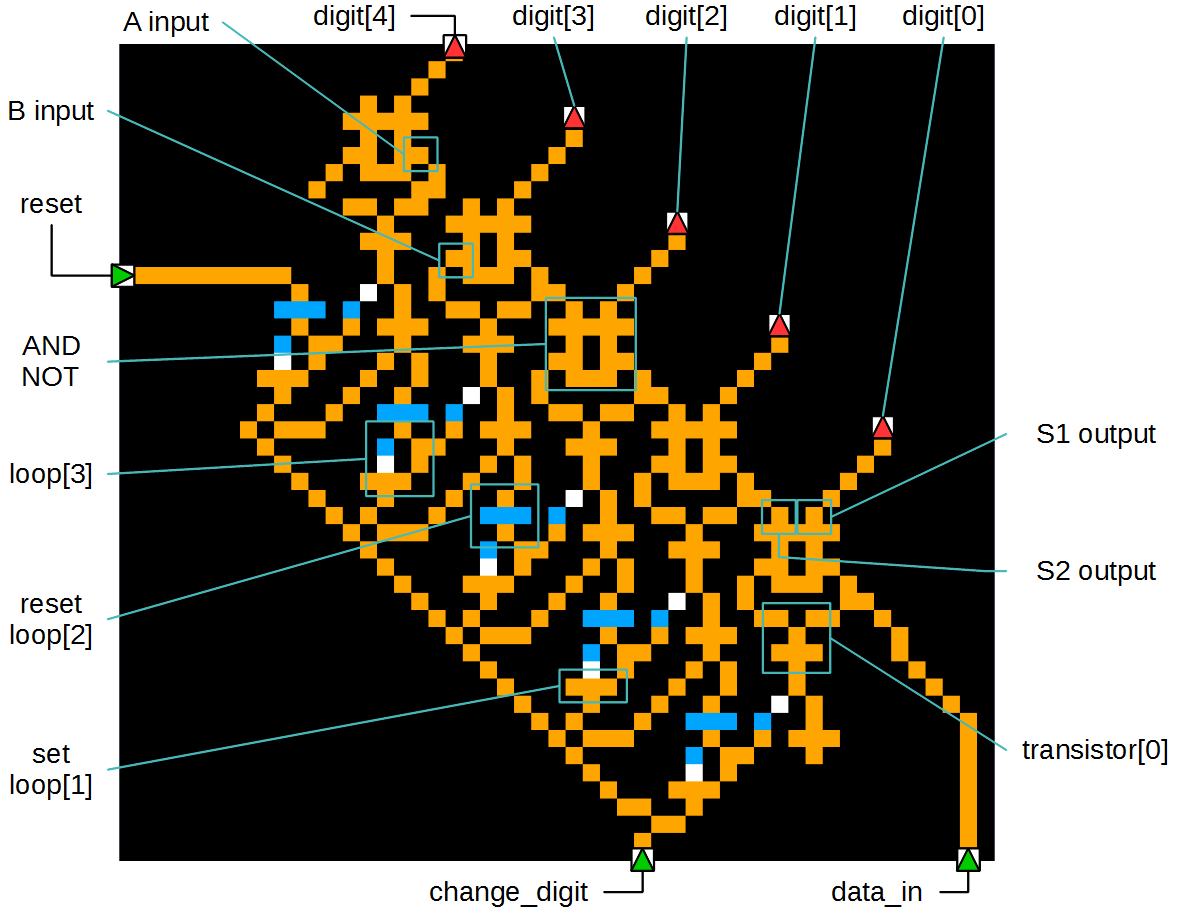 digit[4]
digit[3]
digit[2]
digit[1]
digit[0]
A input
B input
reset
AND
NOT
S1 output
loop[3]
S2 output
reset
loop[2]
transistor[0]
set
loop[1]
change_digit
data_in